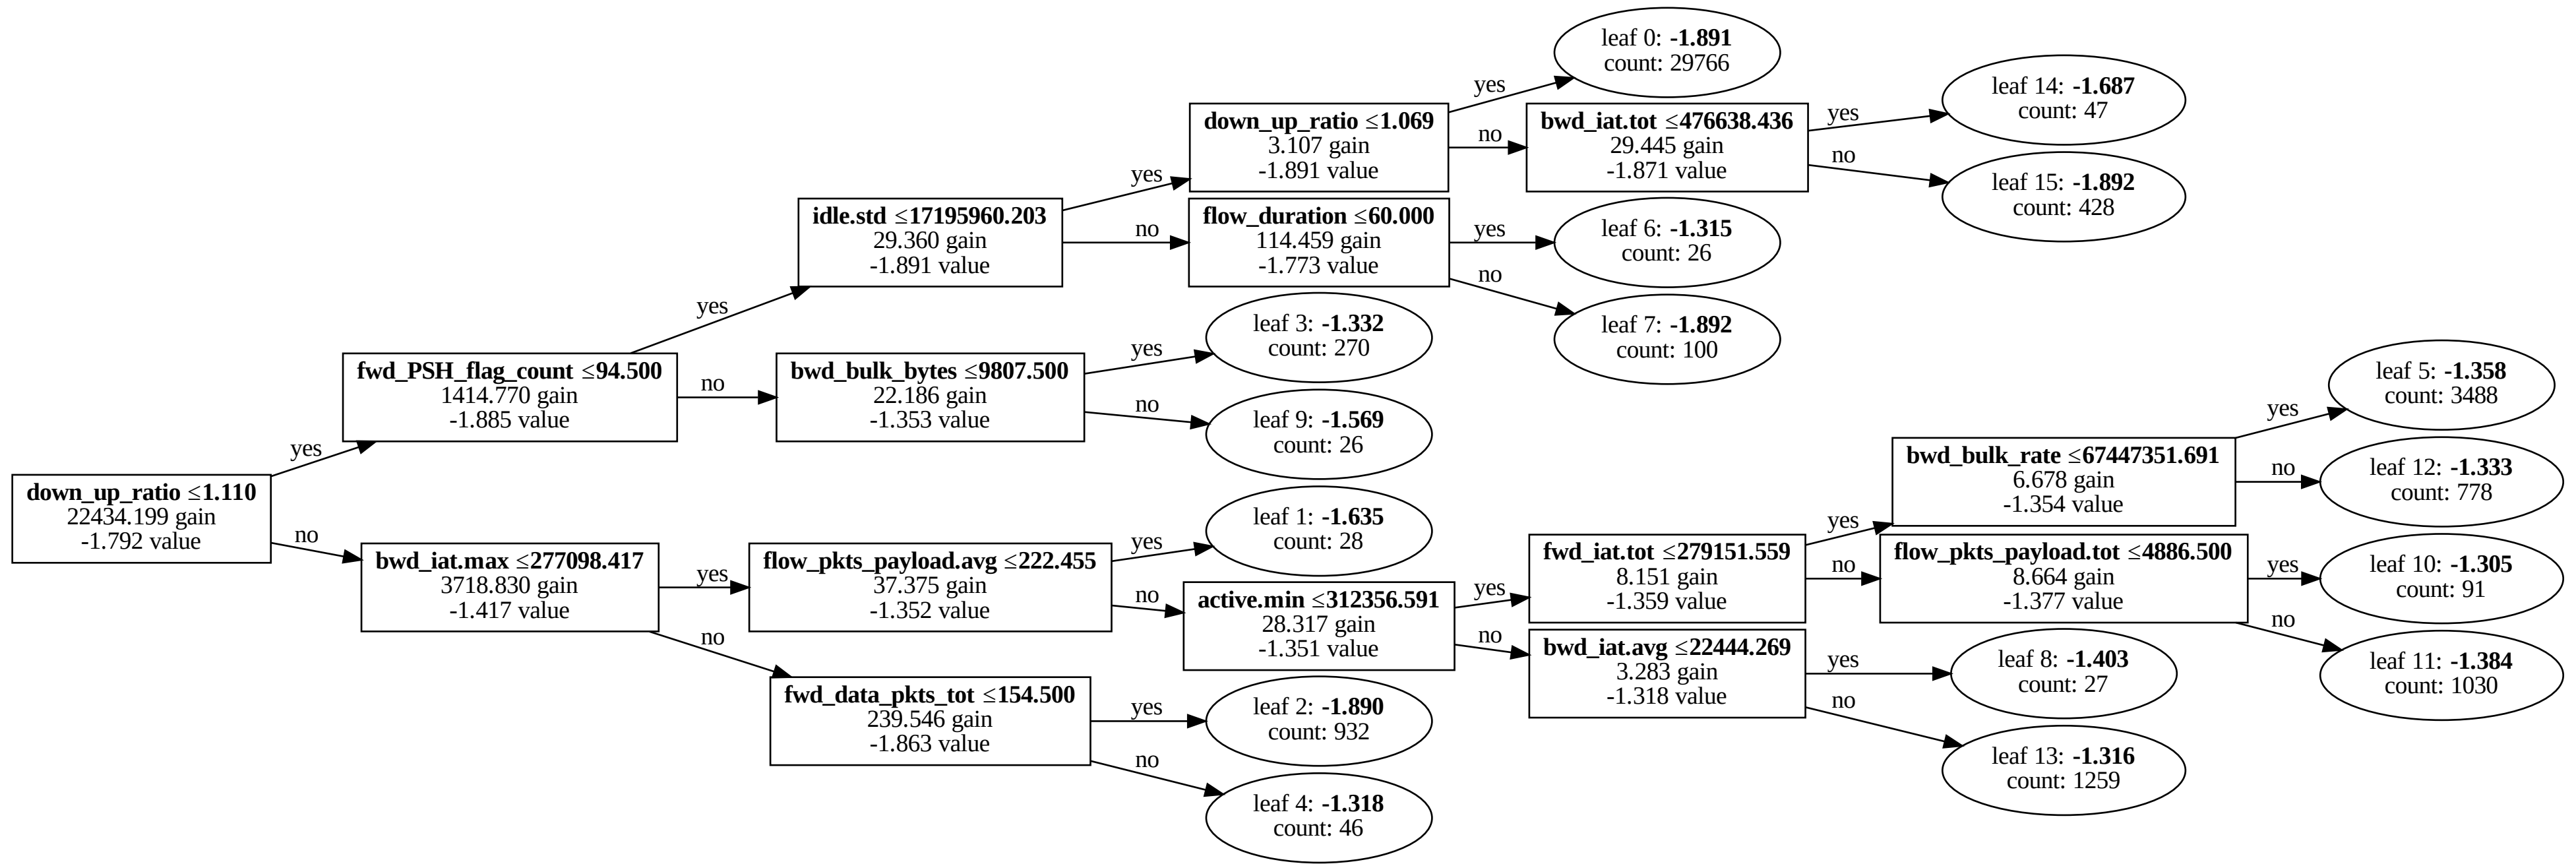 down_up_ratio ≤1.110
22434.199 gain
-1.792 value
yes
no
fwd_PSH_flag_count ≤94.500
1414.770 gain
-1.885 value
yes
no
idle.std ≤17195960.203
29.360 gain
-1.891 value
yes
no
down_up_ratio ≤1.069
3.107 gain
-1.891 value
yes
no
leaf 0: -1.891
count: 29766
bwd_iat.tot ≤476638.436
29.445 gain
-1.871 value
yes
no
leaf 14: -1.687
count: 47
leaf 15: -1.892
count: 428
flow_duration ≤60.000
114.459 gain
-1.773 value
yes
no
leaf 6: -1.315
count: 26
leaf 7: -1.892
count: 100
bwd_bulk_bytes ≤9807.500
22.186 gain
-1.353 value
yes
no
leaf 3: -1.332
count: 270
leaf 9: -1.569
count: 26
bwd_iat.max ≤277098.417
3718.830 gain
-1.417 value
yes
no
flow_pkts_payload.avg ≤222.455
37.375 gain
-1.352 value
yes
no
leaf 1: -1.635
count: 28
active.min ≤312356.591
28.317 gain
-1.351 value
yes
no
fwd_iat.tot ≤279151.559
8.151 gain
-1.359 value
yes
no
bwd_bulk_rate ≤67447351.691
6.678 gain
-1.354 value
yes
no
leaf 5: -1.358
count: 3488
leaf 12: -1.333
count: 778
flow_pkts_payload.tot ≤4886.500
8.664 gain
-1.377 value
yes
no
leaf 10: -1.305
count: 91
leaf 11: -1.384
count: 1030
bwd_iat.avg ≤22444.269
3.283 gain
-1.318 value
yes
no
leaf 8: -1.403
count: 27
leaf 13: -1.316
count: 1259
fwd_data_pkts_tot ≤154.500
239.546 gain
-1.863 value
yes
no
leaf 2: -1.890
count: 932
leaf 4: -1.318
count: 46